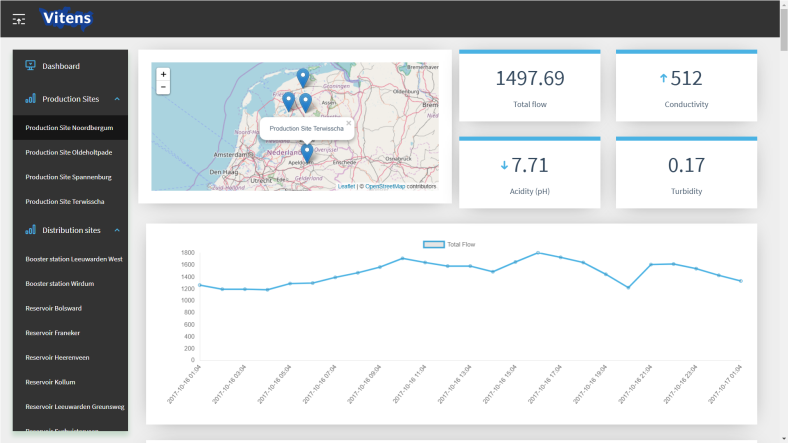 Vitens
Dashboard
Production Sites
Production Site Noordbergum
Production Site Oldeholtpade
Production Site Spannenburg
Production Site Terwisscha
Distribution sites
Booster station Leeuwarden West
Booster station Wirdum
Reservoir Bolsward
Reservoir Franeker
Reservoir Heerenveen
Reservoir Kollum
Reservoir Leeuwarden Greunsweg
+
−
Groningen
Assen
Oldenburg
Bremerhaven
Production Site Terwisscha
×
Amsterdam
Nederland
Overijssel
Apeldoorn
Enschede
Osnabrück
Den Haag
Utrecht
Gelderland
Leaflet | © OpenStreetMap contributors
1497.69
Total flow
↑ 512
Conductivity
↓ 7.71
Acidity (pH)
0.17
Turbidity
Total Flow
1800
1600
1400
1200
1000
800
600
400
200
0
2017-10-16 01:04
2017-10-16 03:04
2017-10-16 05:04
2017-10-16 07:04
2017-10-16 09:04
2017-10-16 11:04
2017-10-16 13:04
2017-10-16 15:04
2017-10-16 17:04
2017-10-16 19:04
2017-10-16 21:04
2017-10-16 23:04
2017-10-17 01:04